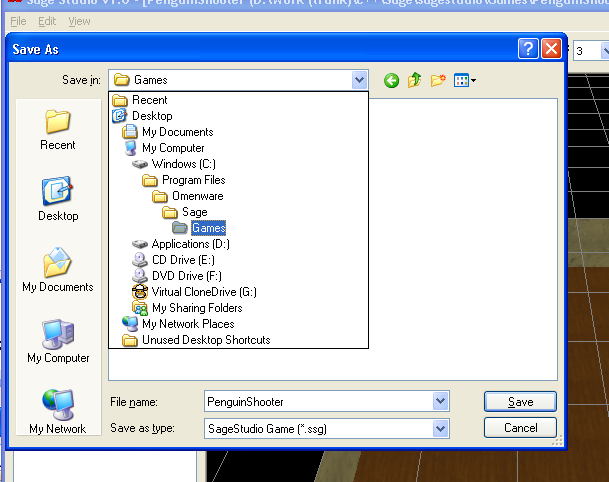 Sage Studio v1.0 - [PenguinShooter (D:\Work (trunk)\C++\Sage\sagestudio\Games\PenguinShoo
File Edit View
Save As
3
Save in: Games
Recent
Desktop
My Documents
My Computer
Windows (C:)
Program Files
Omenware
Sage
Games
Applications (D:)
CD Drive (E:)
DVD Drive (F:)
Virtual CloneDrive (G:)
My Sharing Folders
My Network Places
Unused Desktop Shortcuts
Recent
Desktop
My Documents
My Computer
My Network
File name: PenguinShooter
Save
Save as type: SageStudio Game (*.ssg)
Cancel